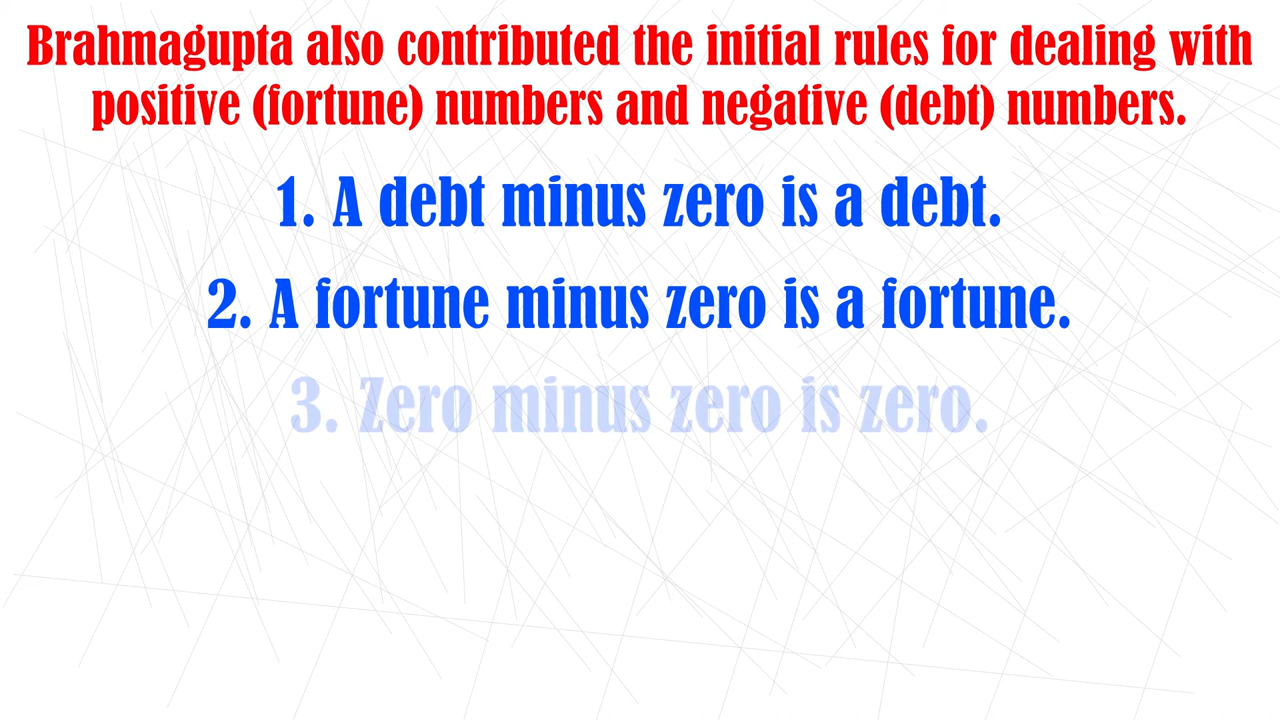 Brahmagupta also contributed the initial rules for dealing with
positive (fortune) numbers and negative (debt) numbers.
1. A debt minus zero is a debt.
2. A fortune minus zero is a fortune.
3. Zero minus zero is zero.